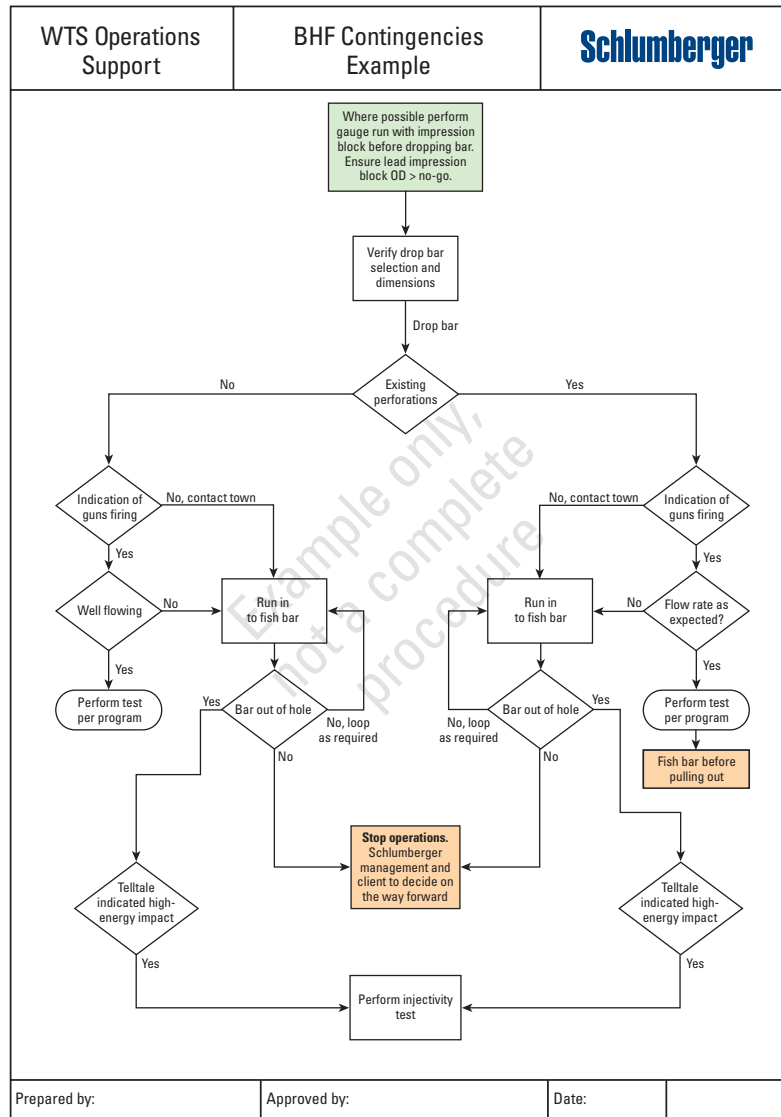 WTS Operations
Support
BHF Contingencies
Example
Schlumberger
Where possible perform
gauge run with impression
block before dropping bar.
Ensure lead impression
block OD > no-go.
Verify drop bar
selection and
dimensions
Drop bar
Existing
perforations
No
Yes
Indication of
guns firing
No, contact town
Yes
No, contact town
Indication of
guns firing
Yes
Well flowing
No
Run in
to fish bar
Run in
to fish bar
No
Flow rate as
expected?
Yes
Yes
Perform test
per program
Yes
Bar out of hole
No, loop
as required
No
No, loop
as required
Bar out of hole
Yes
No
Perform test
per program
Fish bar before
pulling out
Stop operations.
Schlumberger
management and
client to decide on
the way forward
Telltale
indicated high-
energy impact
Yes
Telltale
indicated high-
energy impact
Yes
Perform injectivity
test
Example only,
not a complete
procedure
Prepared by:
Approved by:
Date: